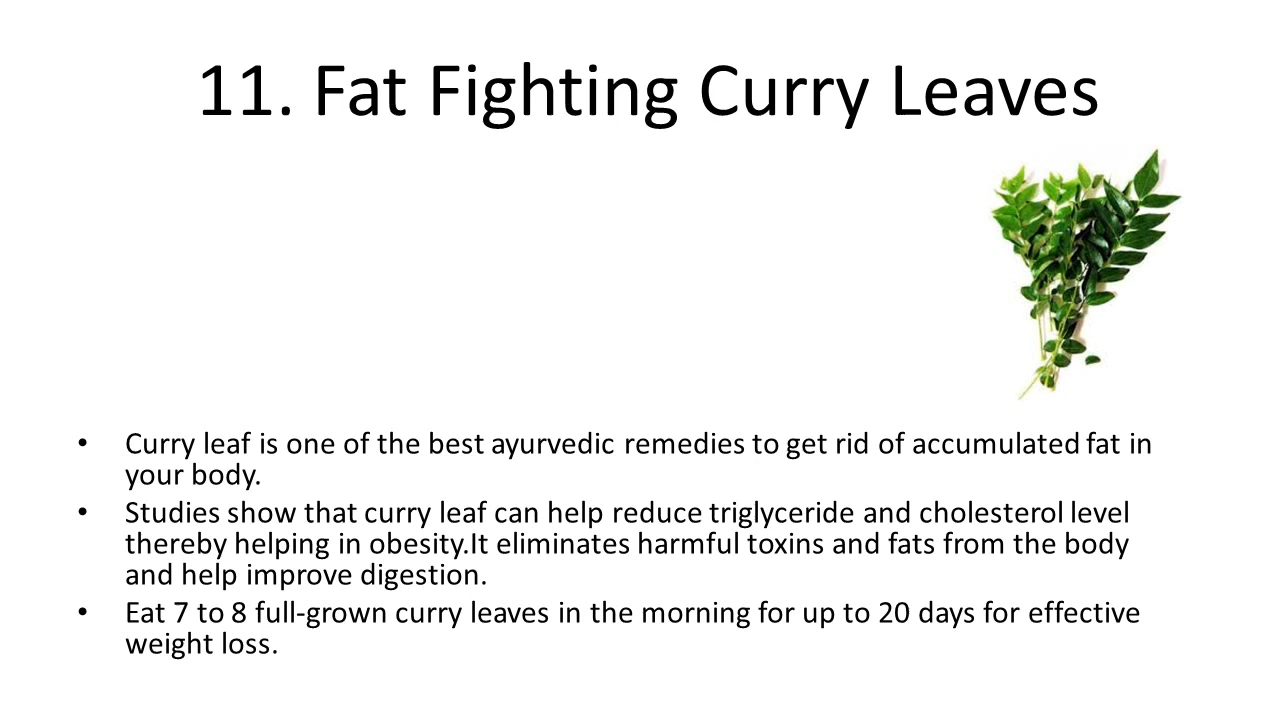 11. Fat Fighting Curry Leaves
• Curry leaf is one of the best ayurvedic remedies to get rid of accumulated fat in
your body.
• Studies show that curry leaf can help reduce triglyceride and cholesterol level
thereby helping in obesity.It eliminates harmful toxins and fats from the body
and help improve digestion.
• Eat 7 to 8 full-grown curry leaves in the morning for up to 20 days for effective
weight loss.